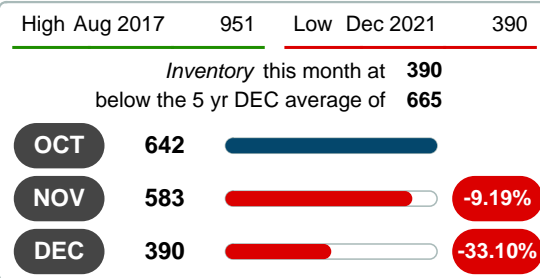 High Aug 2017 951 Low Dec 2021 390
Inventory this month at 390
below the 5 yr DEC average of 665
OCT 642
NOV 583 -9.19%
DEC 390 -33.10%